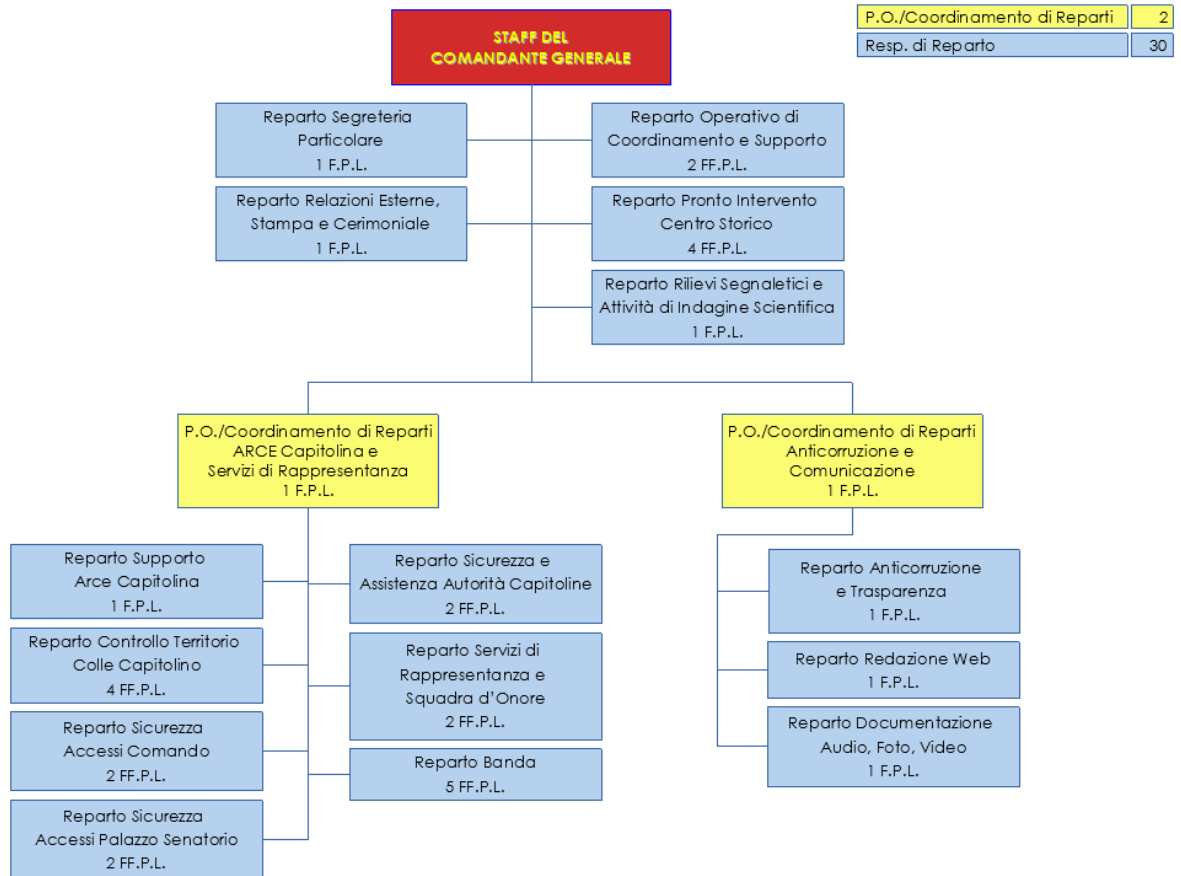 STAFF DEL
COMANDANTE GENERALE
P.O./Coordinamento di Reparti 2
Resp. di Reparto 30
Reparto Segreteria
Particolare
1 F.P.L.
Reparto Operativo di
Coordinamento e Supporto
2 FF.P.L.
Reparto Relazioni Esterne,
Stampa e Cerimoniale
1 F.P.L.
Reparto Pronto Intervento
Centro Storico
4 FF.P.L.
Reparto Rilievi Segnaletici e
Attività di Indagine Scientifica
1 F.P.L.
P.O./Coordinamento di Reparti
ARCE Capitolina e
Servizi di Rappresentanza
1 F.P.L.
Reparto Supporto
Arce Capitolina
1 F.P.L.
Reparto Controllo Territorio
Colle Capitolino
4 FF.P.L.
Reparto Sicurezza
Accessi Comando
2 FF.P.L.
Reparto Sicurezza
Accessi Palazzo Senatorio
2 FF.P.L.
Reparto Sicurezza e
Assistenza Autorità Capitoline
2 FF.P.L.
Reparto Servizi di
Rappresentanza e
Squadra d'Onore
2 FF.P.L.
Reparto Banda
5 FF.P.L.
P.O./Coordinamento di Reparti
Anticorruzione e
Comunicazione
1 F.P.L.
Reparto Anticorruzione
e Trasparenza
1 F.P.L.
Reparto Redazione Web
1 F.P.L.
Reparto Documentazione
Audio, Foto, Video
1 F.P.L.